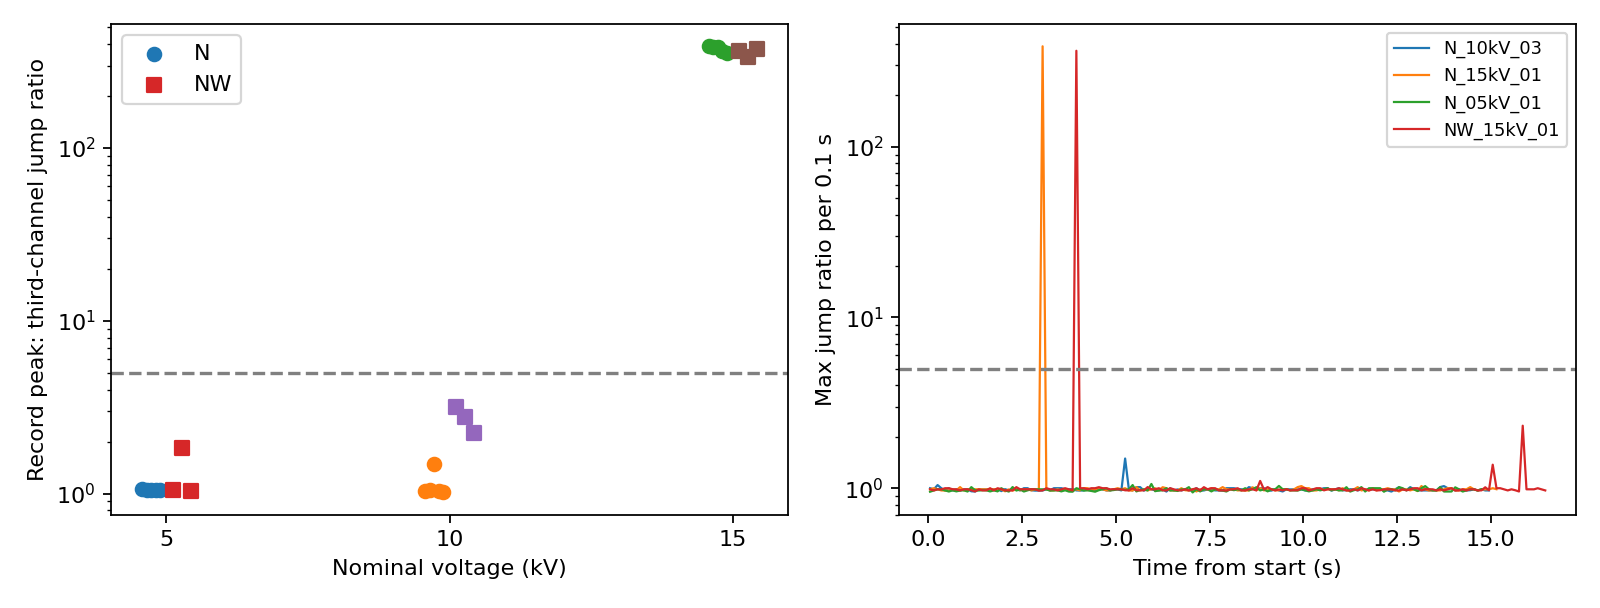 N
NW
Record peak: third-channel jump ratio
10²
10¹
10⁰
5
10
15
Nominal voltage (kV)
N_10kV_03
N_15kV_01
N_05kV_01
NW_15kV_01
Max jump ratio per 0.1 s
10²
10¹
10⁰
0.0
2.5
5.0
7.5
10.0
12.5
15.0
Time from start (s)